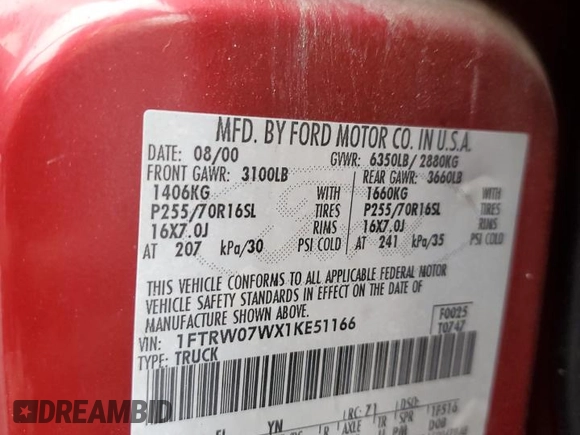 MFD. BY FORD MOTOR CO. IN U.S.A.
DATE: 08/00 GVWR: 6350LB/ 2880KG
FRONT GAWR: 3100LB REAR GAWR: 3660LB
1406KG WITH 1660KG WITH
P255/70R16SL TIRES P255/70R16SL TIRES
16X7.0J RIMS 16X7.0J RIMS
AT 207 kPa/30 PSI COLD AT 241 kPa/35 PSI COLD
THIS VEHICLE CONFORMS TO ALL APPLICABLE FEDERAL MOTOR
VEHICLE SAFETY STANDARDS IN EFFECT ON THE DATE OF
MANUFACTURE SHOWN ABOVE.
VIN: 1FTRW07WX1KE51166 F0025
TYPE: TRUCK T0747
DREAMBID